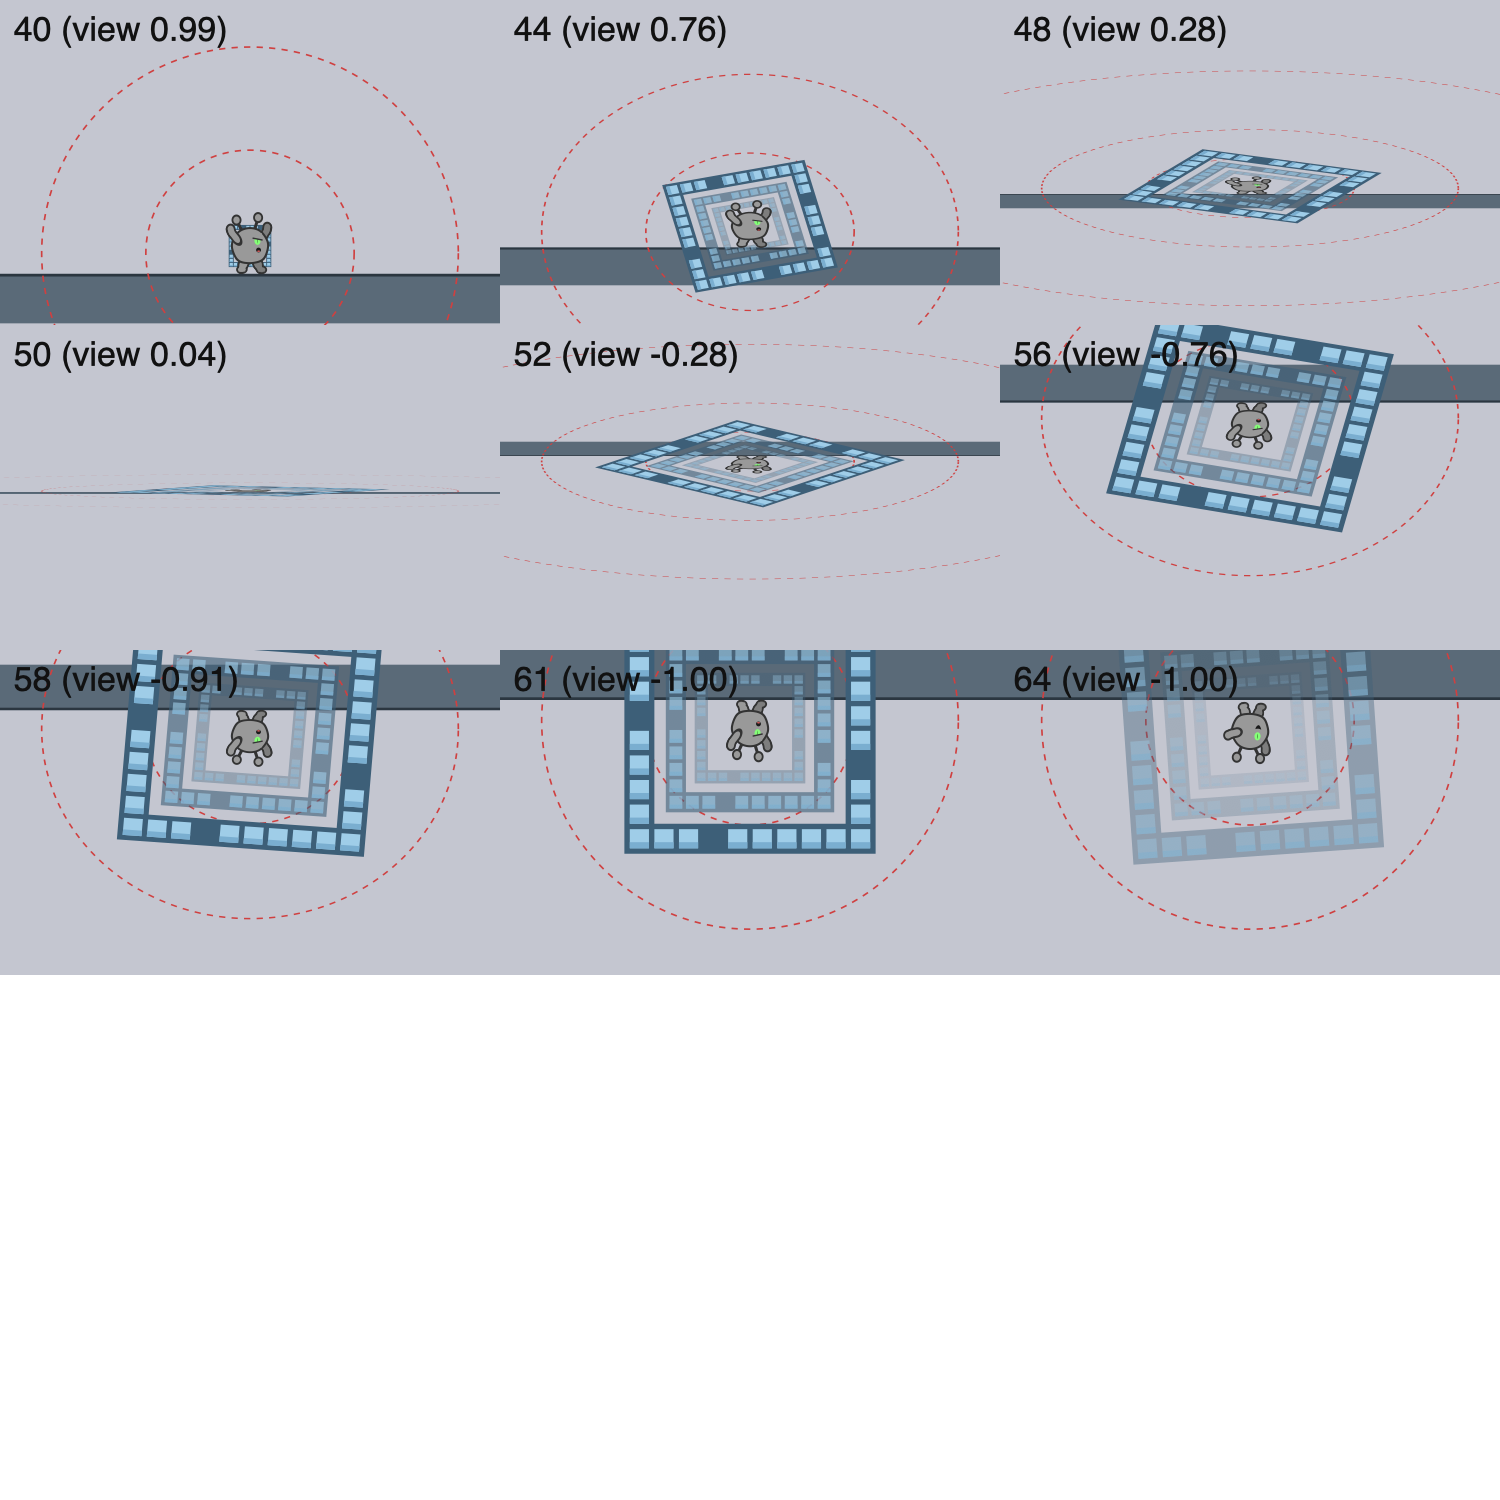 40 (view 0.99)
44 (view 0.76)
48 (view 0.28)
50 (view 0.04)
52 (view -0.28)
56 (view -0.76)
58 (view -0.91)
61 (view -1.00)
64 (view -1.00)